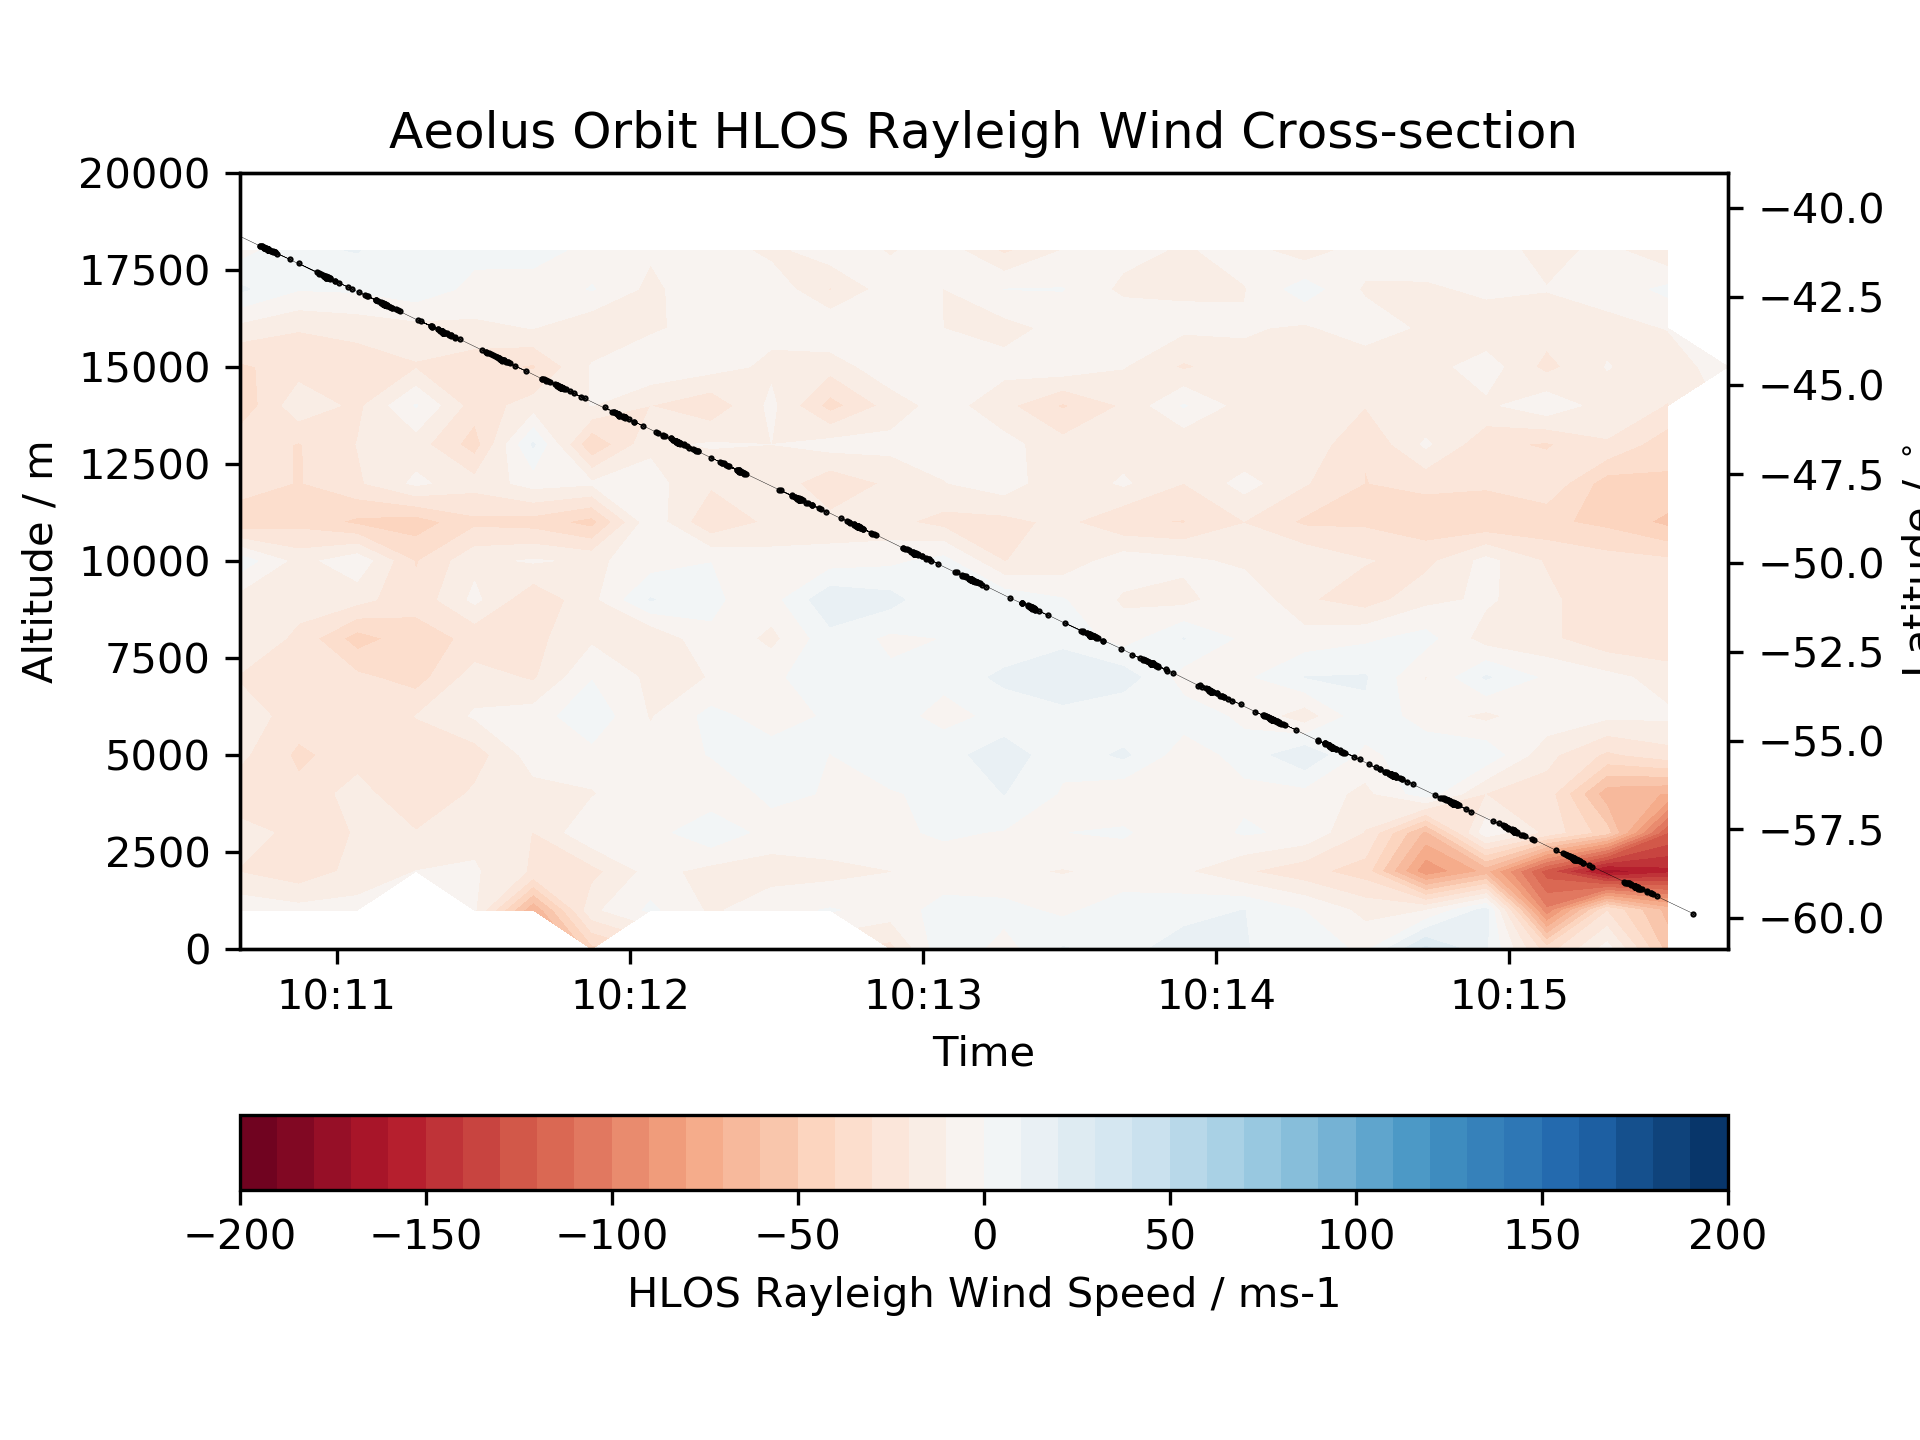 Aeolus Orbit HLOS Rayleigh Wind Cross-section
20000
17500
15000
12500
10000
7500
5000
2500
0
Altitude / m
−40.0
−42.5
−45.0
−47.5
−50.0
−52.5
−55.0
−57.5
−60.0
Latitude / °
10:11 10:12 10:13 10:14 10:15
Time
−200 −150 −100 −50 0 50 100 150 200
HLOS Rayleigh Wind Speed / ms-1